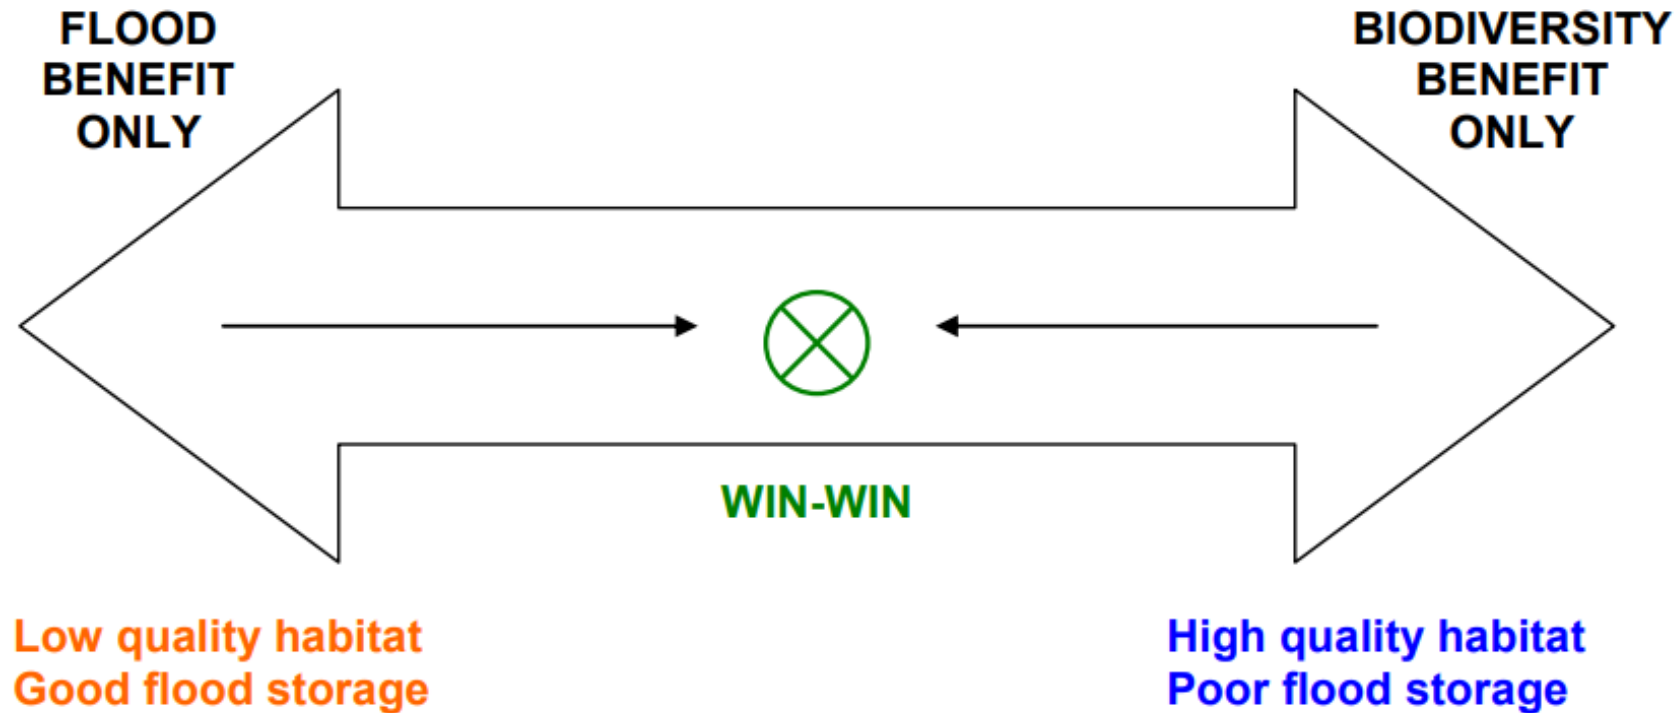 FLOOD
BENEFIT
ONLY
BIODIVERSITY
BENEFIT
ONLY
WIN-WIN
Low quality habitat
Good flood storage
High quality habitat
Poor flood storage